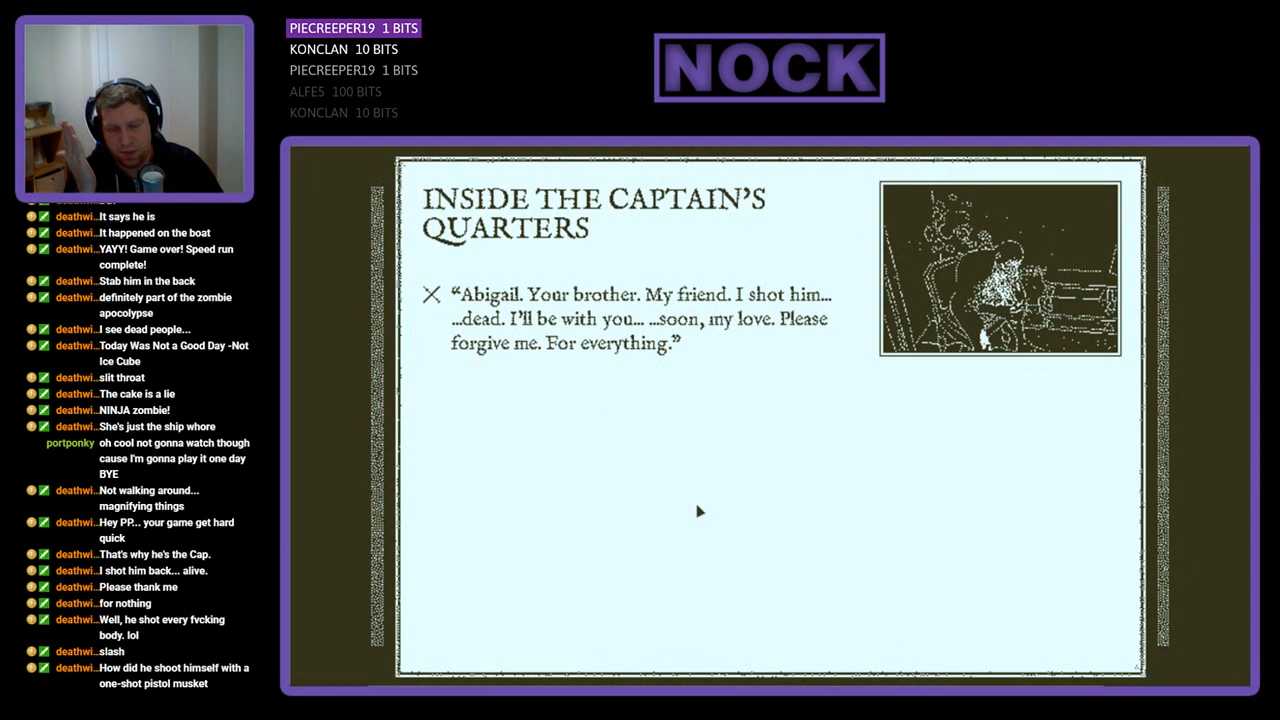 PIECREEPER19 1 BITS
KONCLAN 10 BITS
PIECREEPER19 1 BITS
ALFES 100 BITS
KONCLAN 10 BITS
NOCK
deathwi...It says he is
deathwi...It happened on the boat
deathwi...YAYY! Game over! Speed run
complete!
deathwi...Stab him in the back
deathwi...definitely part of the zombie
apocolypse
deathwi...I see dead people...
deathwi...Today Was Not a Good Day -Not
Ice Cube
deathwi...slit throat
deathwi...The cake is a lie
deathwi...NINJA zombie!
deathwi...She's just the ship whore
portponky oh cool not gonna watch though
cause I'm gonna play it one day
BYE
deathwi...Not walking around...
magnifying things
deathwi...Hey PP... your game get hard
quick
deathwi...That's why he's the Cap.
deathwi...I shot him back... alive.
deathwi...Please thank me
deathwi...for nothing
deathwi...Well, he shot every fvcking
body. lol
deathwi...slash
deathwi...How did he shoot himself with a
one-shot pistol musket
INSIDE THE CAPTAIN'S
QUARTERS
"Abigail. Your brother. My friend. I shot him...
...dead. I'll be with you... ...soon, my love. Please
forgive me. For everything."